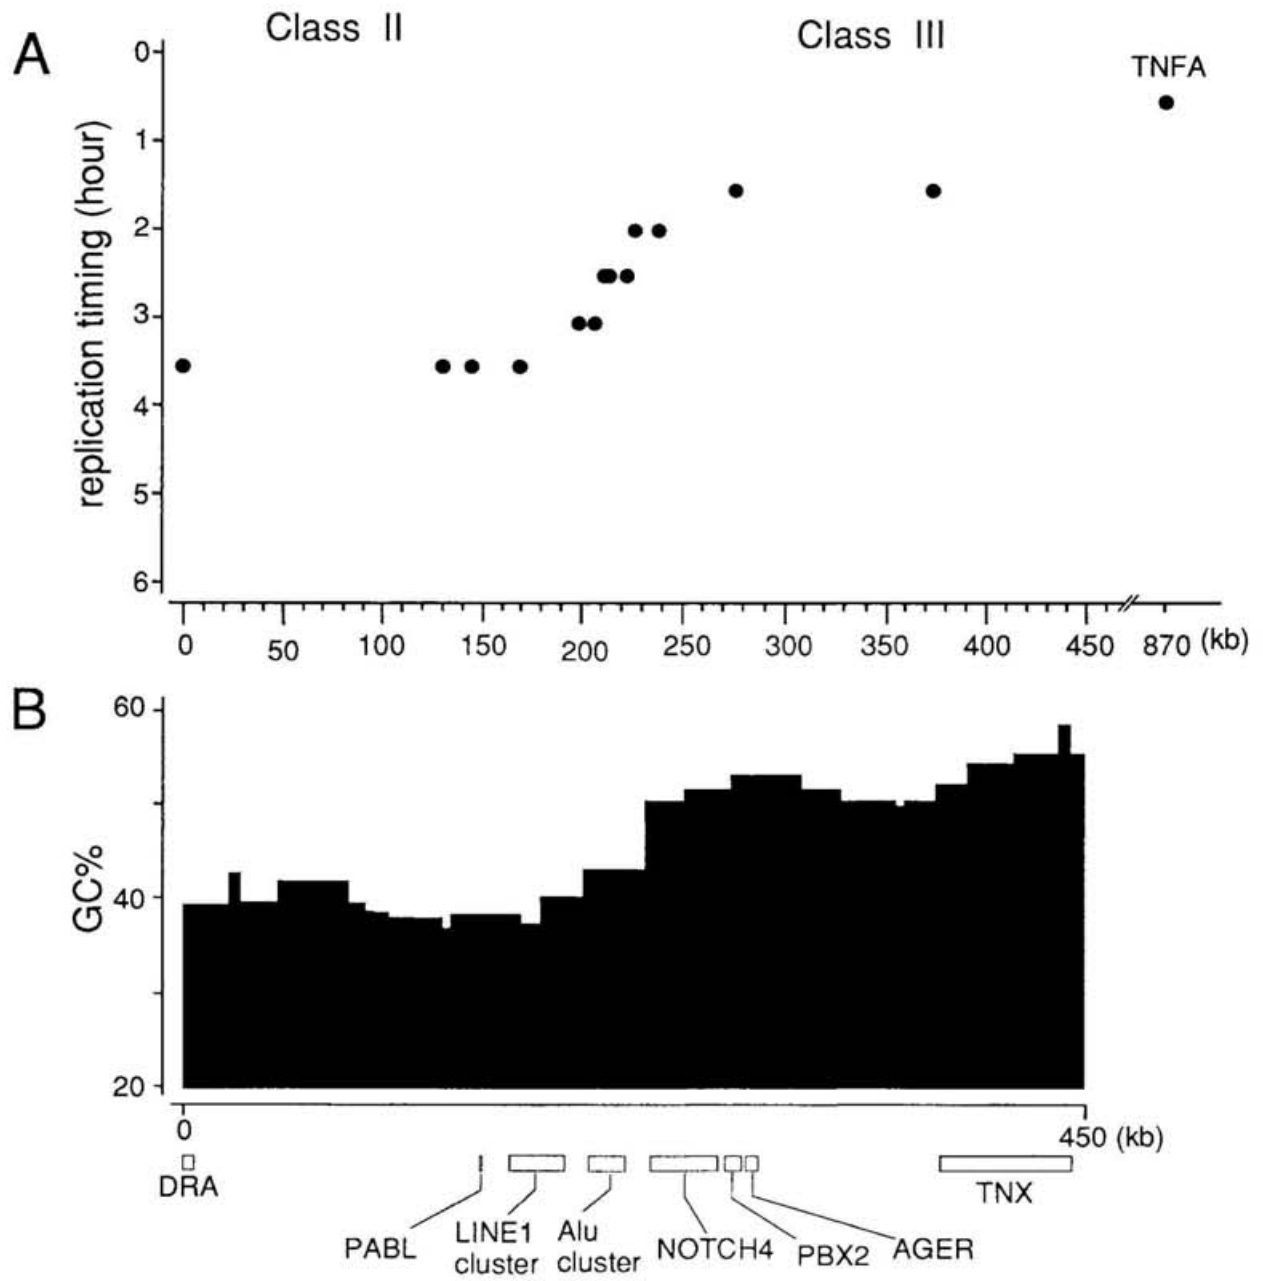 A
Class II
Class III
TNFA
replication timing (hour)
0
1
2
3
4
5
6
0 50 100 150 200 250 300 350 400 450 870 (kb)
B
GC%
60
40
20
0 450 (kb)
DRA
TNX
PABL
LINE1
cluster
Alu
cluster
NOTCH4
PBX2
AGER